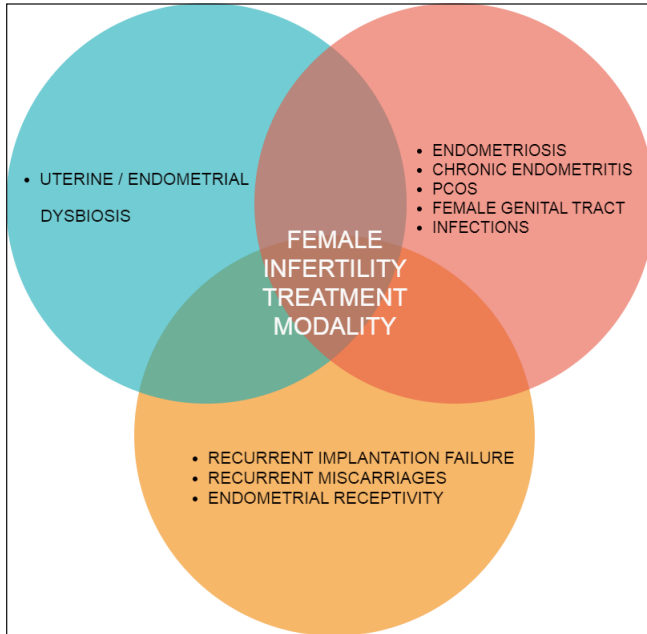 • UTERINE / ENDOMETRIAL
DYSBIOSIS
• ENDOMETRIOSIS
• CHRONIC ENDOMETRITIS
• PCOS
• FEMALE GENITAL TRACT
• INFECTIONS
FEMALE
INFERTILITY
TREATMENT
MODALITY
• RECURRENT IMPLANTATION FAILURE
• RECURRENT MISCARRIAGES
• ENDOMETRIAL RECEPTIVITY